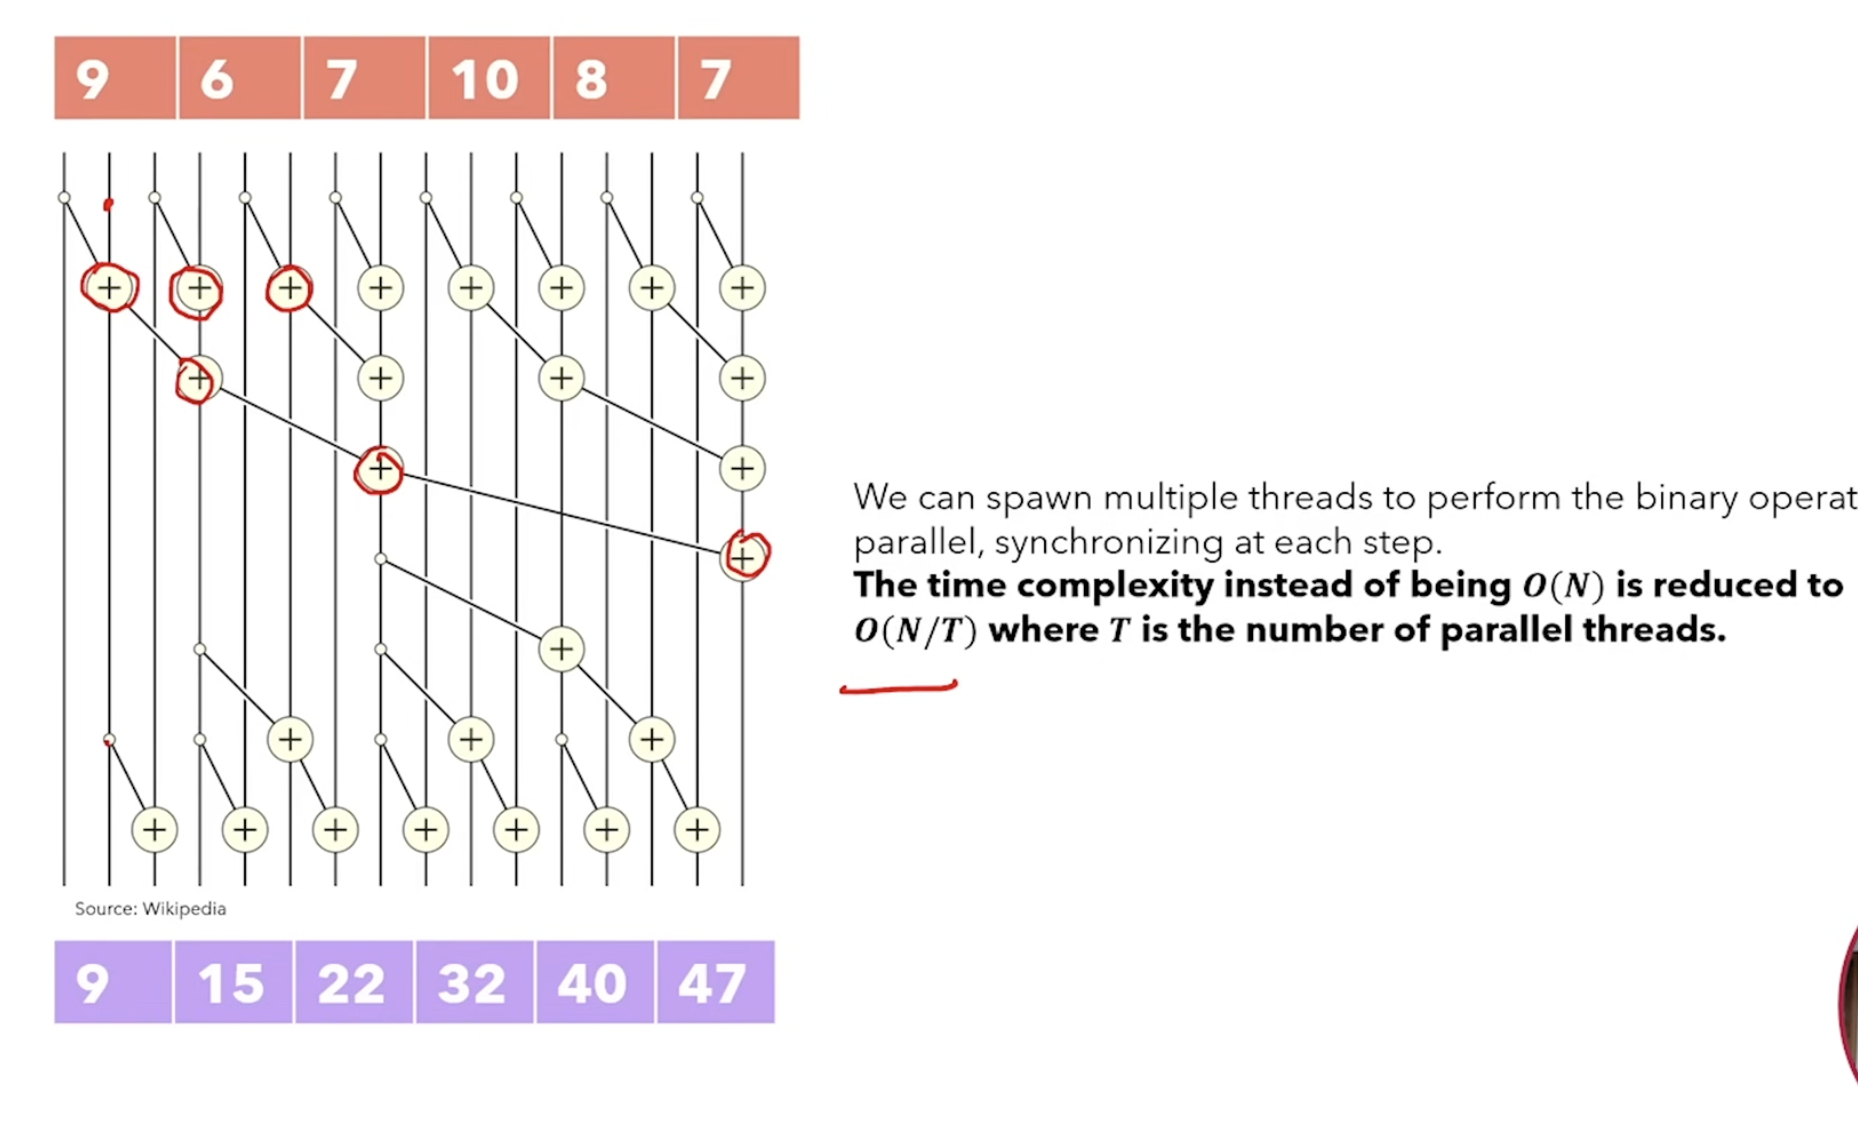 9 6 7 10 8 7
+ + + + + + + +
+ + + +
+ + 
+
+
+ + +
+ + + + + + +
We can spawn multiple threads to perform the binary operat
parallel, synchronizing at each step.
The time complexity instead of being O(N) is reduced to
O(N/T) where T is the number of parallel threads.
Source: Wikipedia
9 15 22 32 40 47